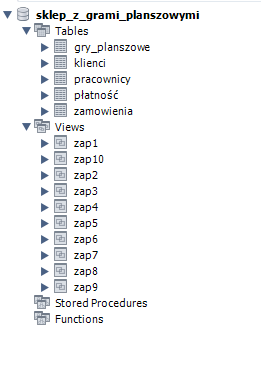 sklep_z_grami_planszowymi
Tables
gry_planszowe
klienci
pracownicy
płatność
zamowienia
Views
zap1
zap10
zap2
zap3
zap4
zap5
zap6
zap7
zap8
zap9
Stored Procedures
Functions